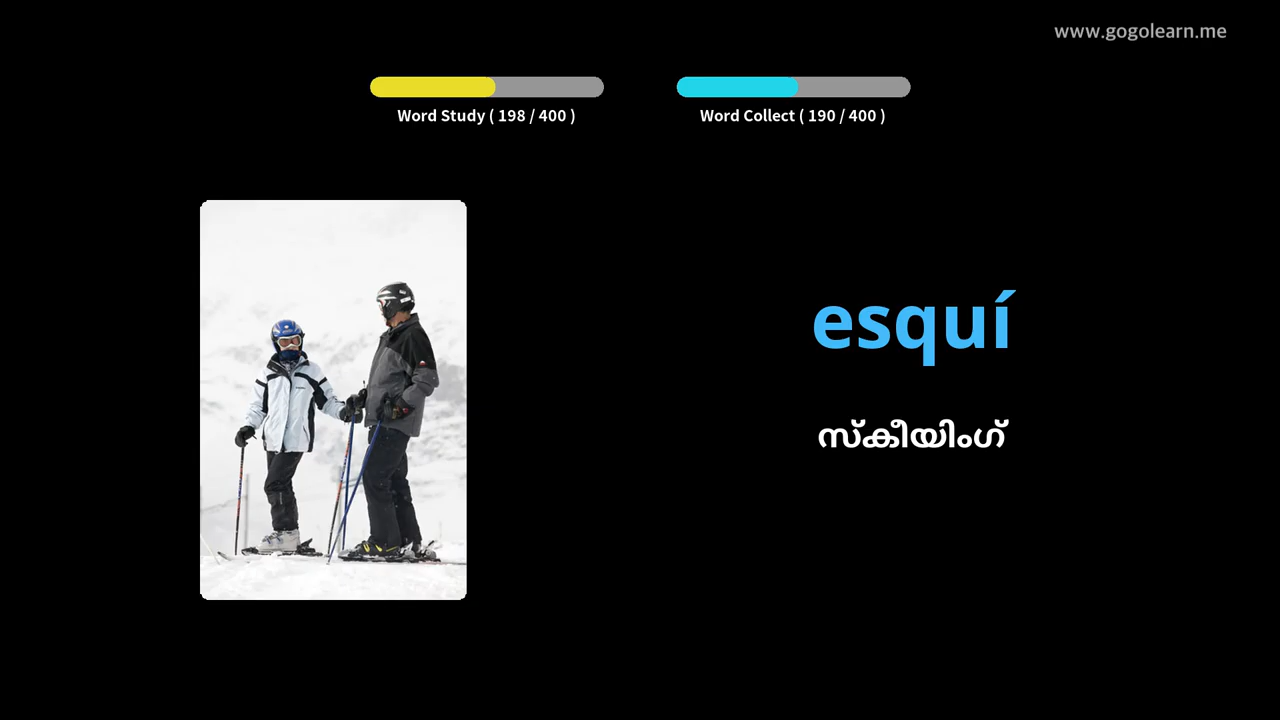 www.gogolearn.me
Word Study ( 198 / 400 )
Word Collect ( 190 / 400 )
esquí
സ്കീയിംഗ്